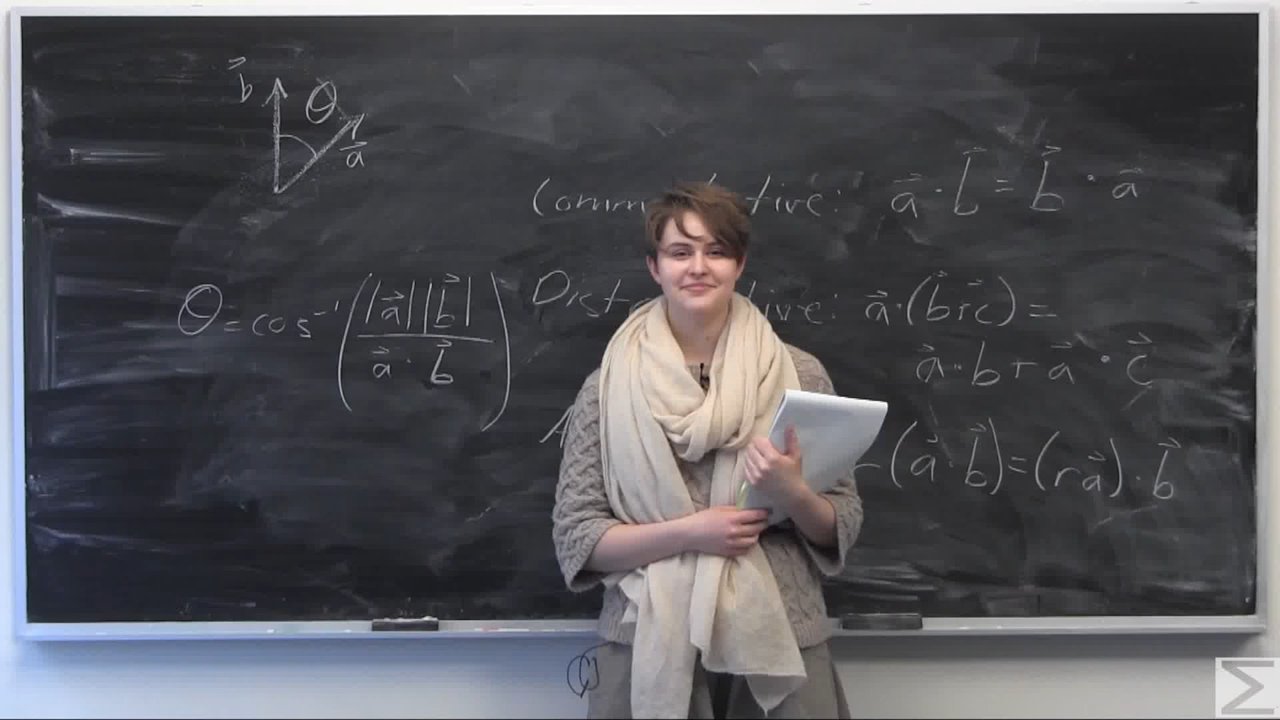 b⃗ θ
a⃗
Comm tive: a⃗ · b⃗ = b⃗ · a⃗
θ = cos⁻¹(|a⃗||b⃗| / a⃗ · b⃗)
Dist tive: a⃗·(b⃗+c⃗) =
a⃗·b + a⃗ · c⃗
A (a⃗ · b⃗) = (ra⃗) · b⃗
Σ